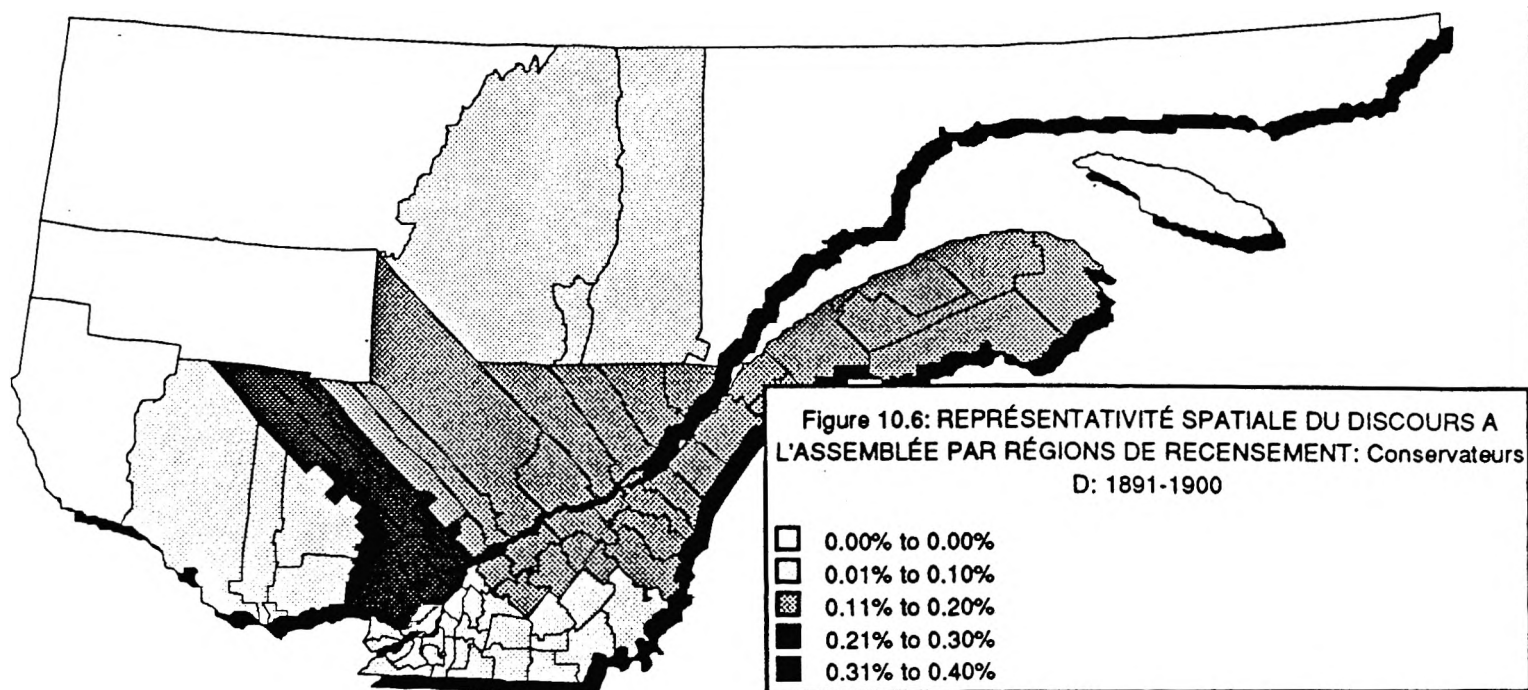 Figure 10.6: REPRÉSENTATIVITÉ SPATIALE DU DISCOURS A
L'ASSEMBLÉE PAR RÉGIONS DE RECENSEMENT: Conservateurs
D: 1891-1900
0.00% to 0.00%
0.01% to 0.10%
0.11% to 0.20%
0.21% to 0.30%
0.31% to 0.40%